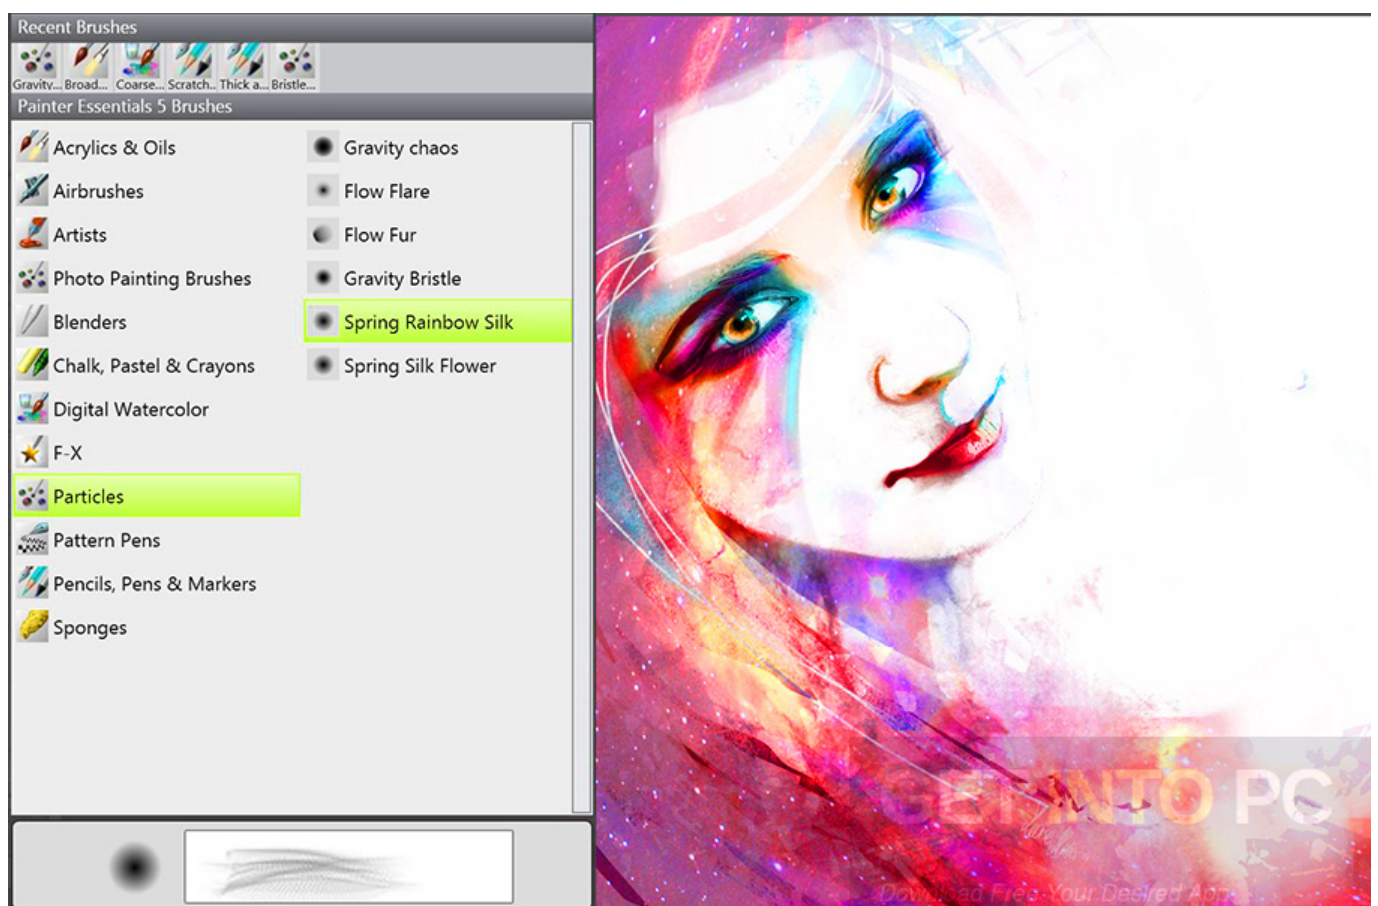 Recent Brushes
Gravity... Broad... Coarse... Scratch.. Thick a... Bristle...
Painter Essentials 5 Brushes
Acrylics & Oils
Airbrushes
Artists
Photo Painting Brushes
Blenders
Chalk, Pastel & Crayons
Digital Watercolor
F-X
Particles
Pattern Pens
Pencils, Pens & Markers
Sponges
Gravity chaos
Flow Flare
Flow Fur
Gravity Bristle
Spring Rainbow Silk
Spring Silk Flower
GET INTO PC
Download Free Your Desired App